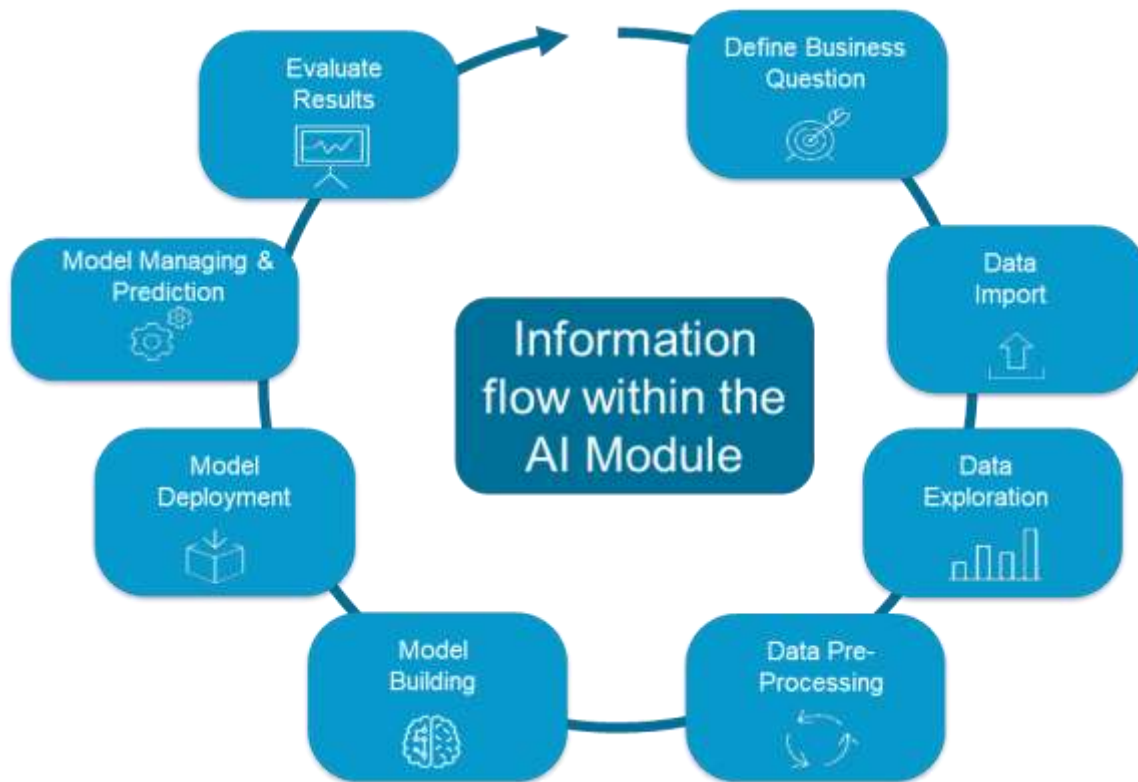 Define Business
Question
Data
Import
Data
Exploration
Data Pre-
Processing
Model
Building
Model
Deployment
Model Managing &
Prediction
Evaluate
Results
Information
flow within the
AI Module